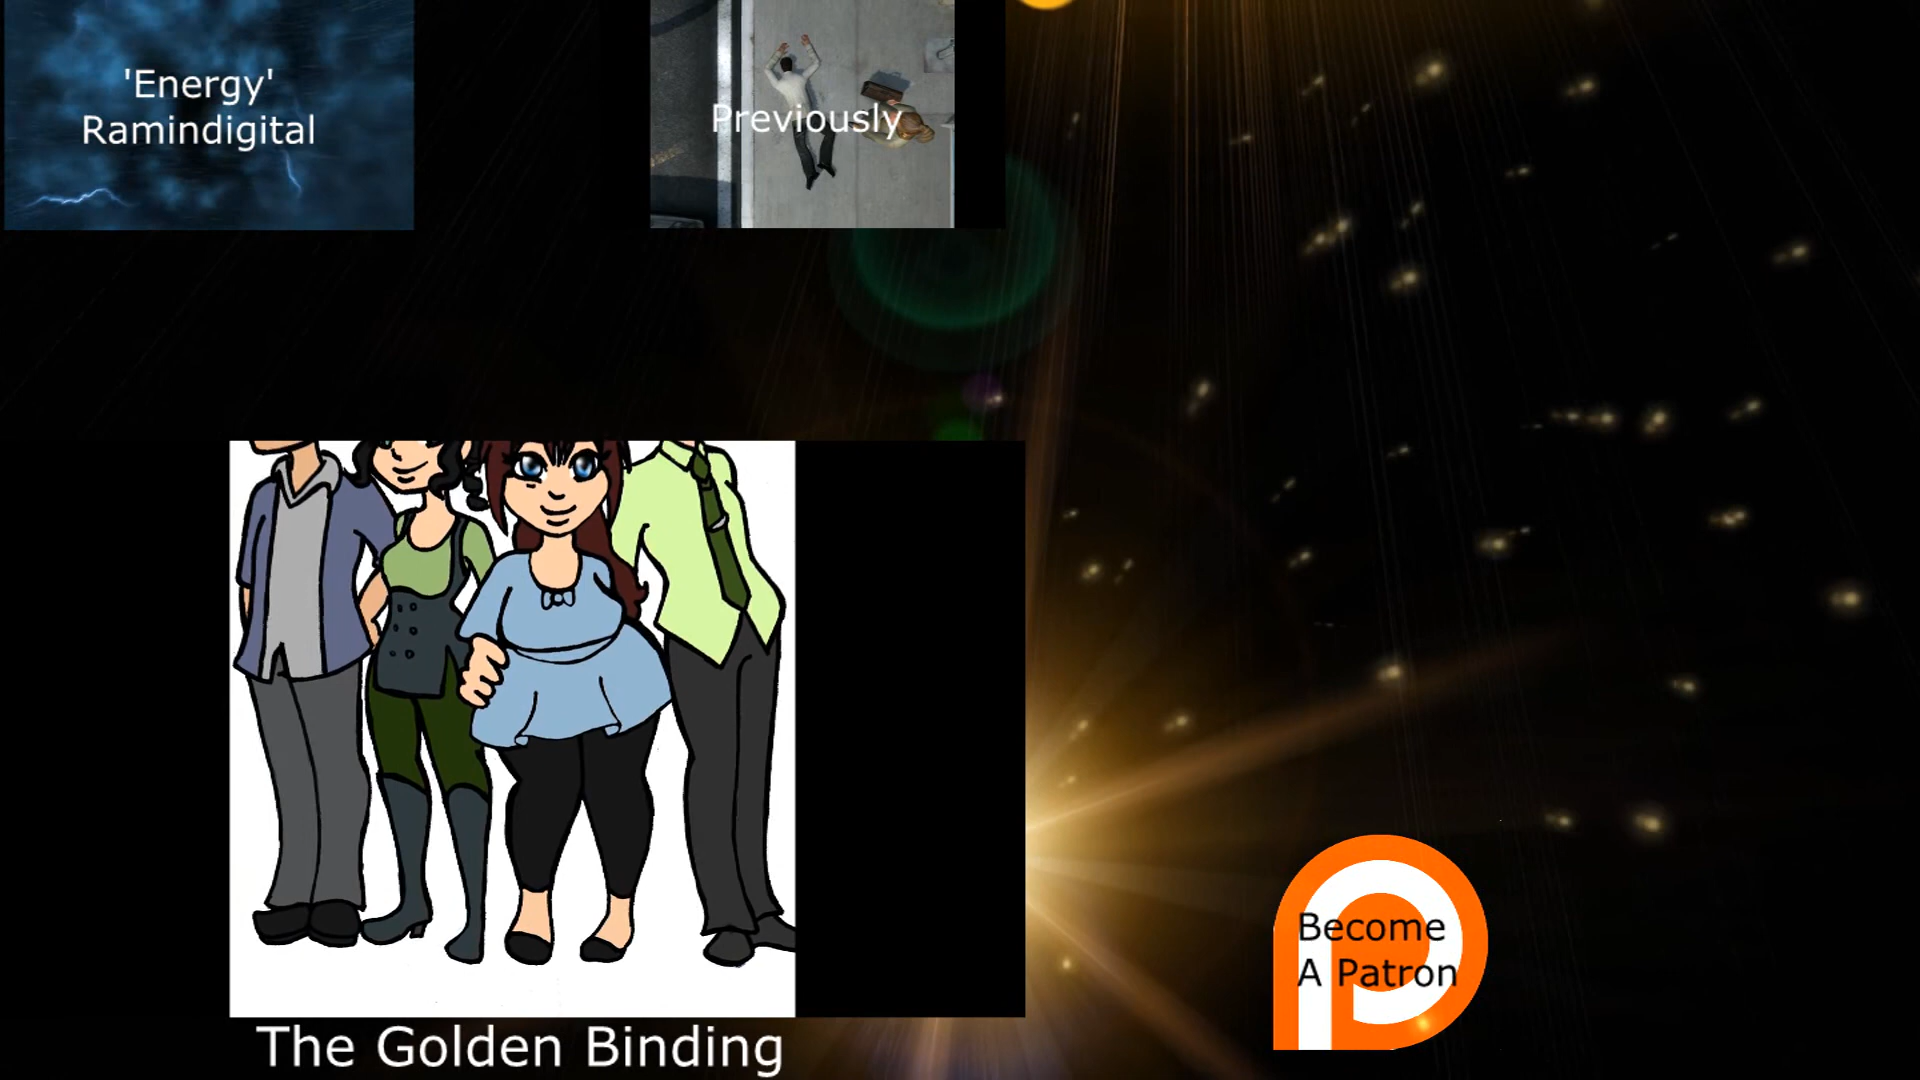 'Energy'
Ramindigital
Previously
Become
A Patron
The Golden Binding